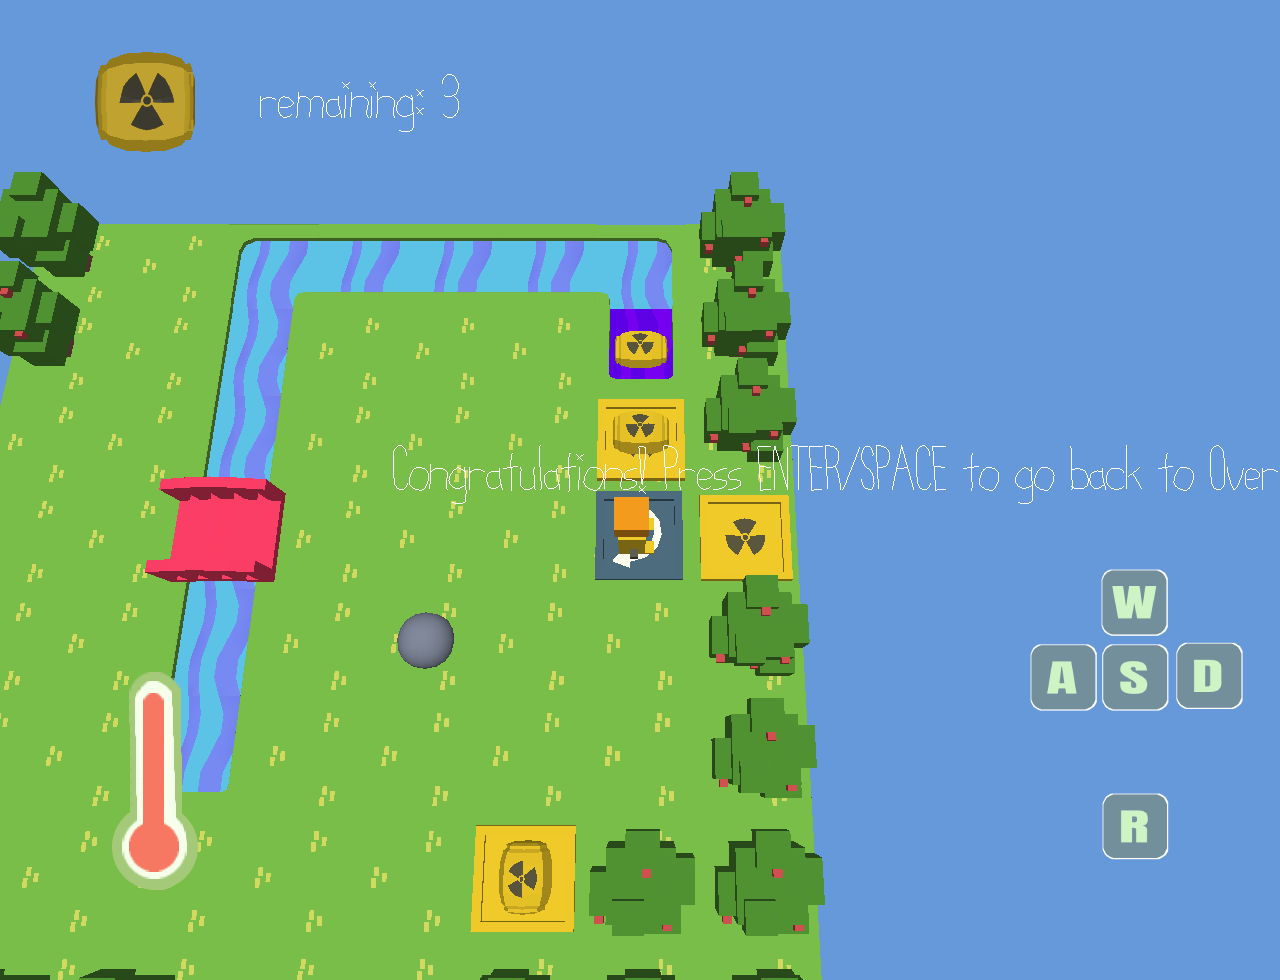 remaining: 3
Congratulations! Press ENTER/SPACE to go back to Over
W
A S D
R